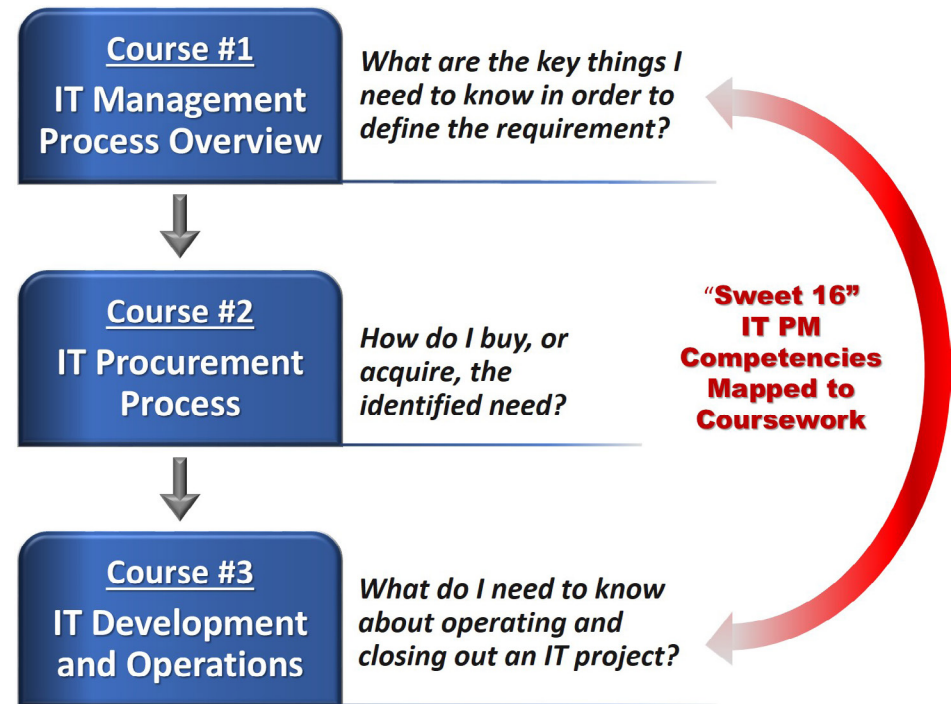 Course #1
IT Management
Process Overview
What are the key things I
need to know in order to
define the requirement?
Course #2
IT Procurement
Process
How do I buy, or
acquire, the
identified need?
"Sweet 16”
IT PM
Competencies
Mapped to
Coursework
Course #3
IT Development
and Operations
What do I need to know
about operating and
closing out an IT project?